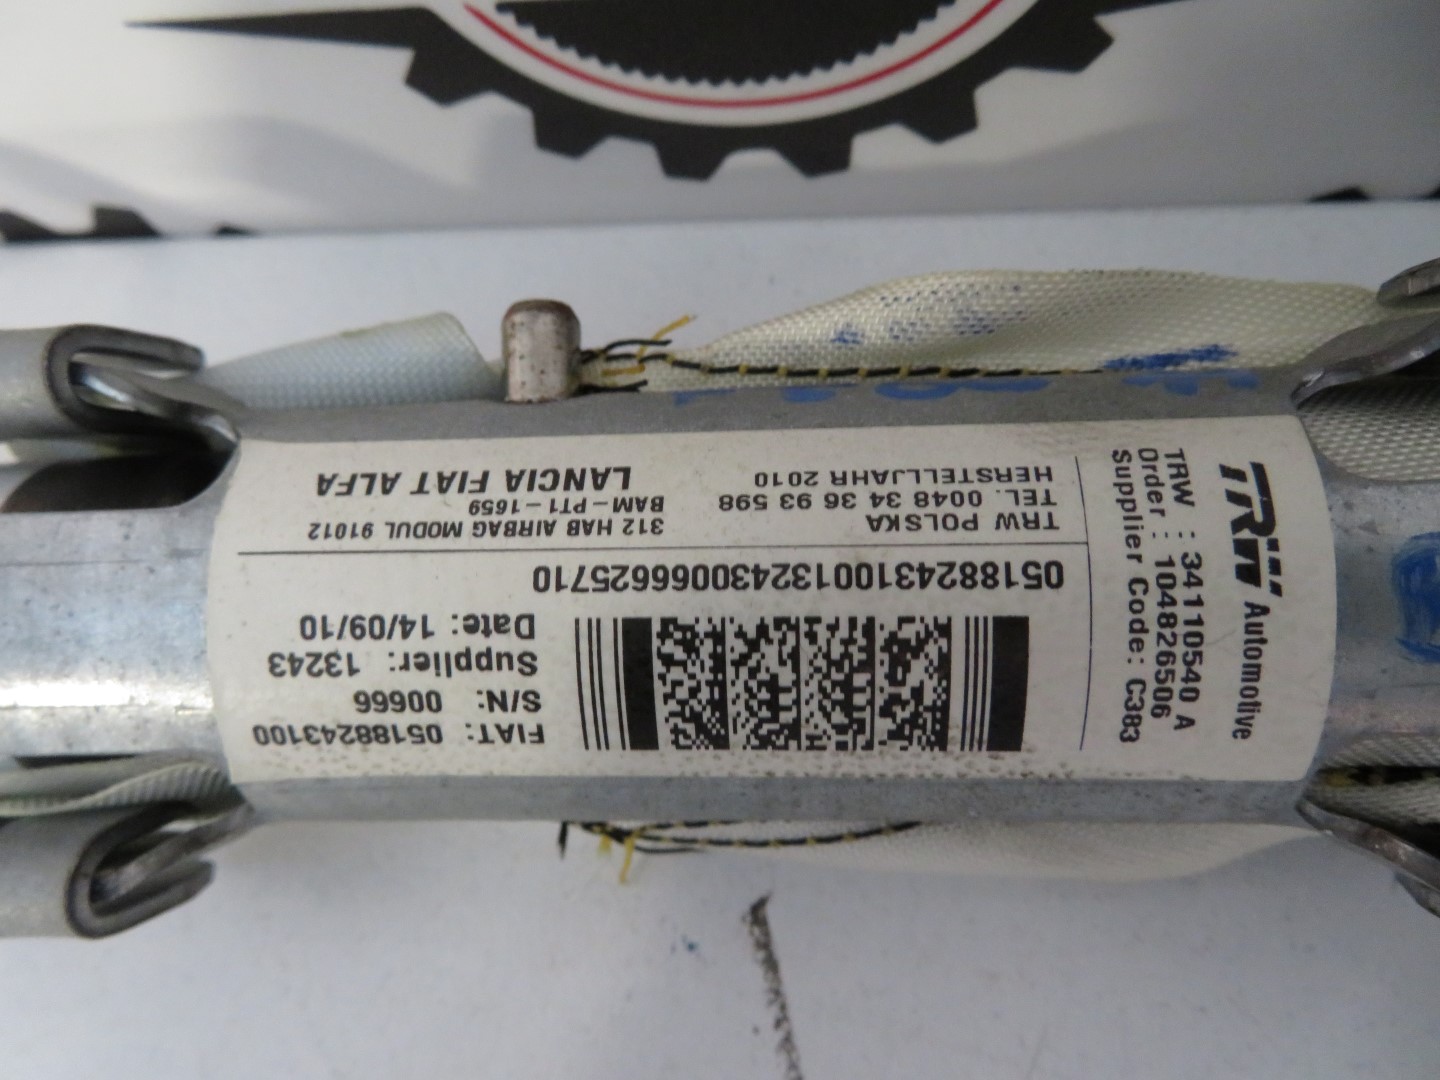 TRW Automotive
TRW : 34110540 A
Order : 104826506
Supplier Code: C383
FIAT: 05188243100
S/N: 00666
Supplier: 13243
Date: 14/09/10
05188243100132430066625710
TRW POLSKA
TEL. 0048 34 36 93 598
HERSTELLJAHR 2010
312 HAB AIRBAG MODUL 91012
BAM-PT1-1659
LANCIA FIAT ALFA